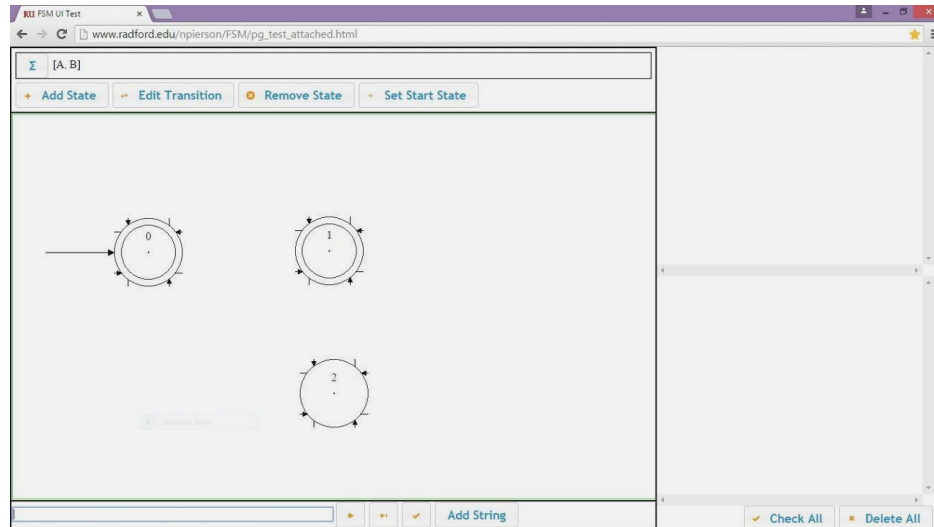 RU FSM UI Test
www.radford.edu/npierson/FSM/pg_test_attached.html
Σ [A. B]
+ Add State Edit Transition Remove State Set Start State
0
1
2
Add String
Check All Delete All